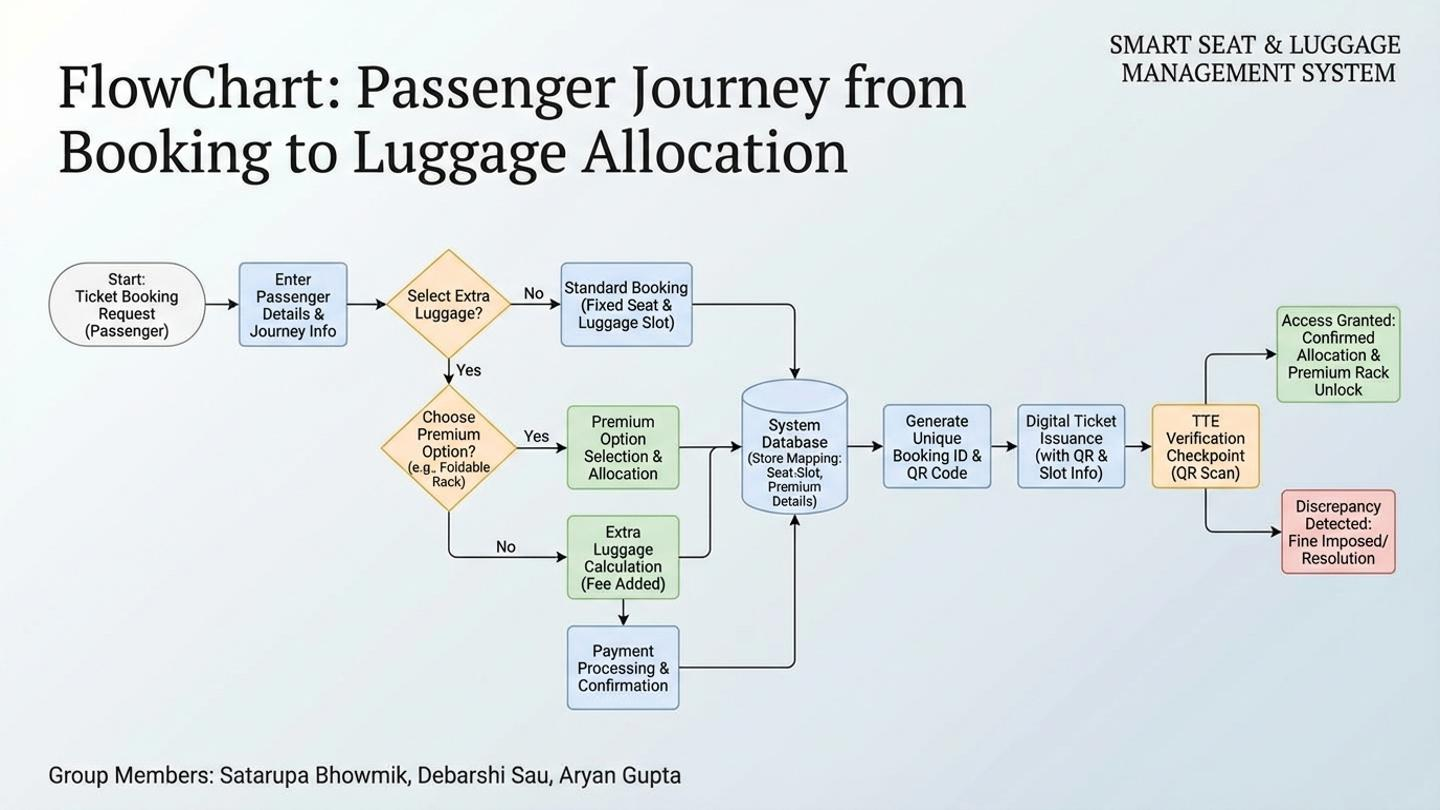 SMART SEAT & LUGGAGE
MANAGEMENT SYSTEM
FlowChart: Passenger Journey from
Booking to Luggage Allocation
Start:
Ticket Booking
Request
(Passenger)
Enter
Passenger
Details &
Journey Info
Select Extra
Luggage?
No
Standard Booking
(Fixed Seat &
Luggage Slot)
Yes
Choose
Premium
Option?
(e.g., Foldable
Rack)
Yes
Premium
Option
Selection &
Allocation
No
Extra
Luggage
Calculation
(Fee Added)
Payment
Processing &
Confirmation
System
Database
(Store Mapping:
Seat:Slot,
Premium
Details)
Generate
Unique
Booking ID &
QR Code
Digital Ticket
Issuance
(with QR &
Slot Info)
TTE
Verification
Checkpoint
(QR Scan)
Access Granted:
Confirmed
Allocation &
Premium Rack
Unlock
Discrepancy
Detected:
Fine Imposed/
Resolution
Group Members: Satarupa Bhowmik, Debarshi Sau, Aryan Gupta